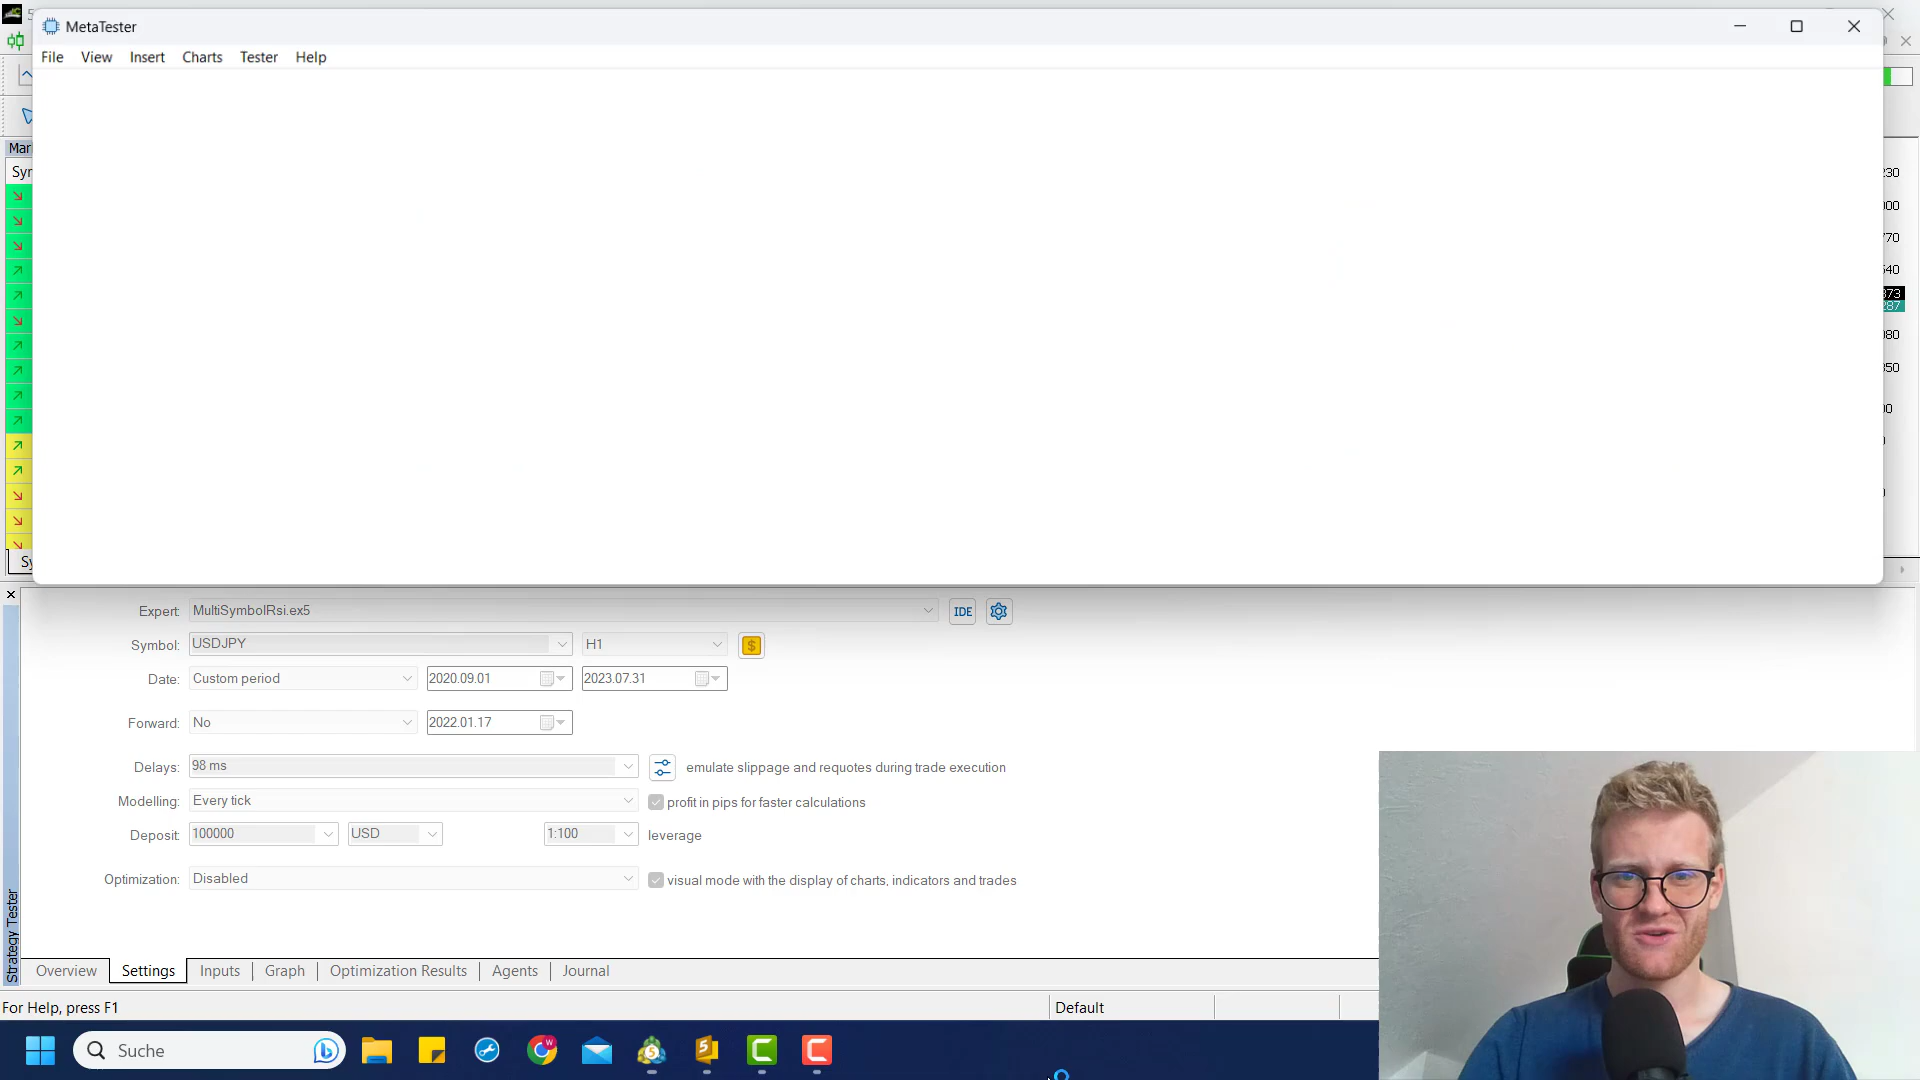 MetaTester
File View Insert Charts Tester Help
Mar
Syr
Expert: MultiSymbolRsi.ex5 IDE
Symbol: USDJPY H1 $
Date: Custom period 2020.09.01 2023.07.31
Forward: No 2022.01.17
Delays: 98 ms emulate slippage and requotes during trade execution
Modelling: Every tick profit in pips for faster calculations
Deposit: 100000 USD 1:100 leverage
Optimization: Disabled visual mode with the display of charts, indicators and trades
Strategy Tester
Overview Settings Inputs Graph Optimization Results Agents Journal
For Help, press F1 Default
Suche